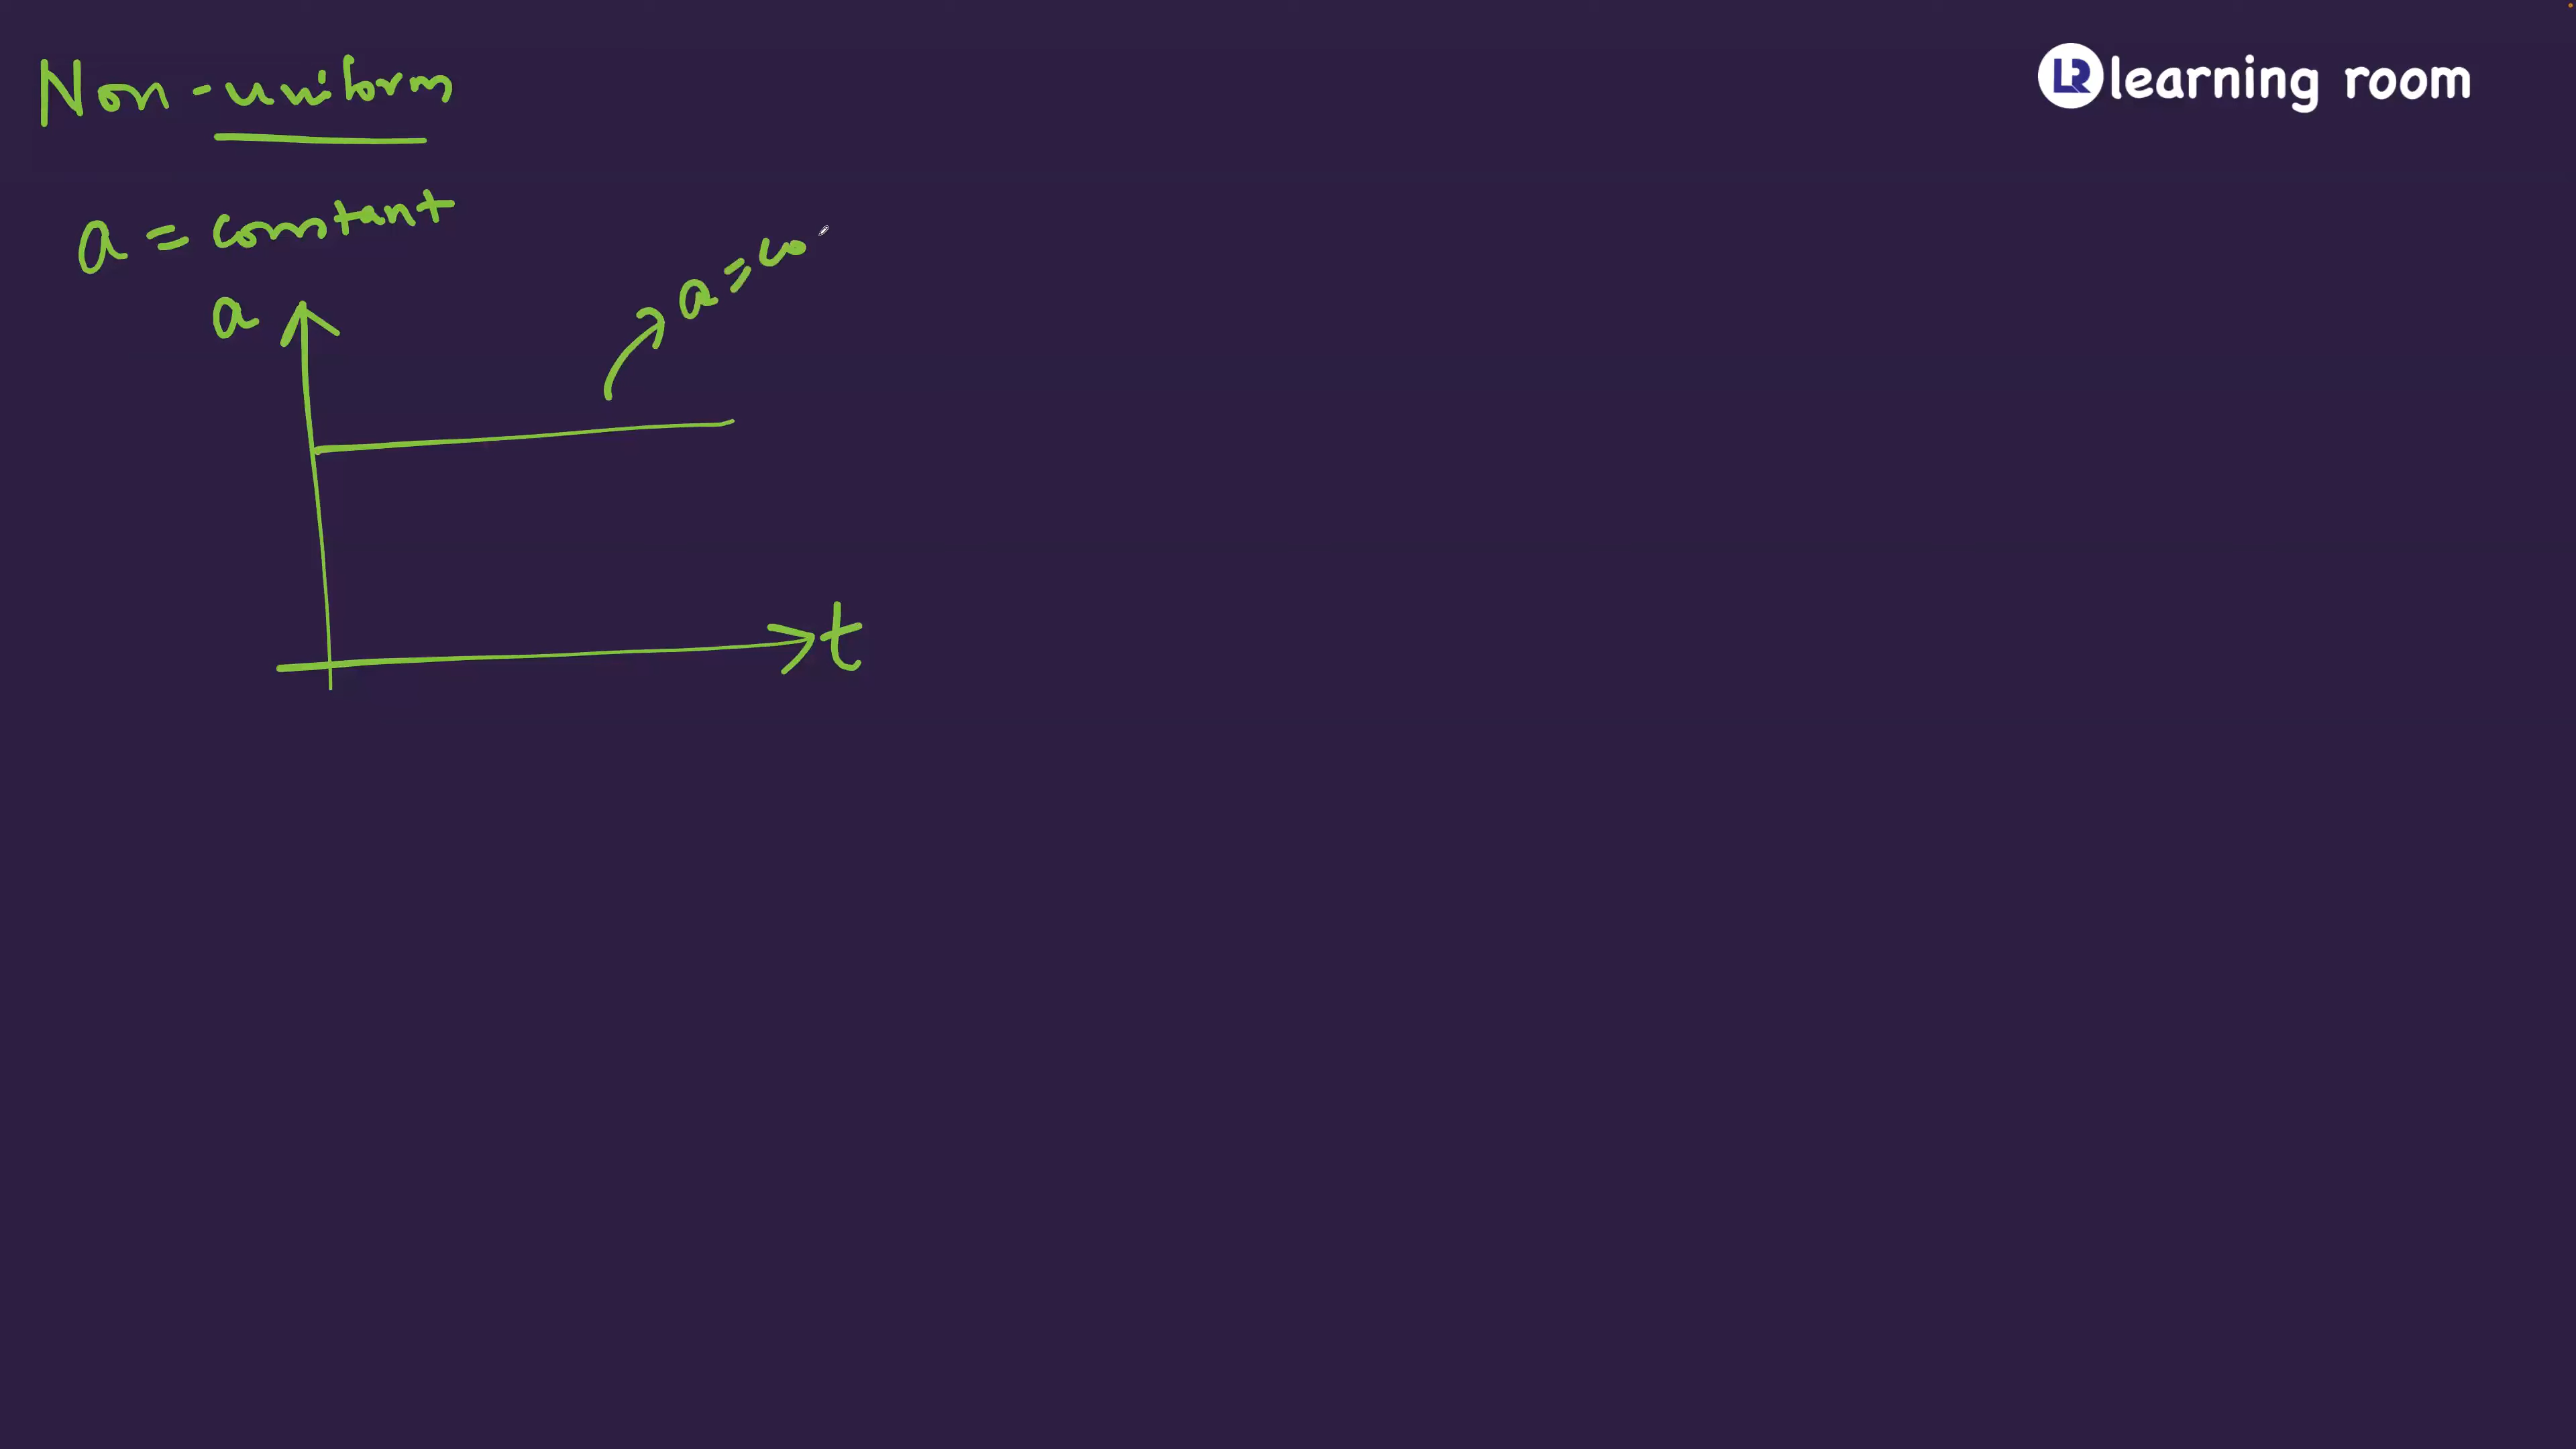 Non-uniform
learning room
a = constant
a = co
a
t